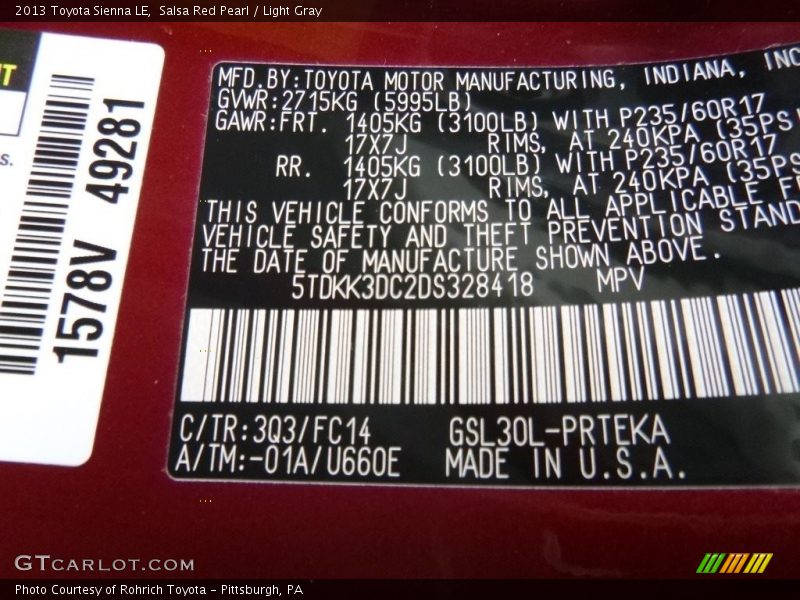 2013 Toyota Sienna LE,  Salsa Red Pearl / Light Gray
MFD.BY:TOYOTA MOTOR MANUFACTURING, INDIANA, INC
GVWR:2715KG (5995LB)
GAWR:FRT. 1405KG (3100LB) WITH P235/60R17
17X7J RIMS, AT 240KPA (35PSI
RR. 1405KG (3100LB) WITH P235/60R17
17X7J RIMS, AT 240KPA (35PS
THIS VEHICLE CONFORMS TO ALL APPLICABLE F
VEHICLE SAFETY AND THEFT PREVENTION STAND
THE DATE OF MANUFACTURE SHOWN ABOVE.
5TDKK3DC2DS328418 MPV
C/TR:3Q3/FC14 GSL30L-PRTEKA
A/TM:-01A/U660E MADE IN U.S.A.
1578V 49281
GTCARLOT.COM
Photo Courtesy of Rohrich Toyota - Pittsburgh, PA